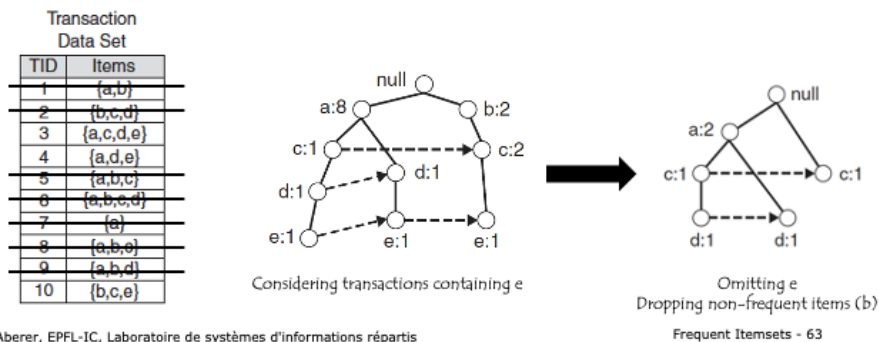 Transaction
Data Set
TID Items
1 {a,b}
2 {b,c,d}
3 {a,c,d,e}
4 {a,d,e}
5 {a,b,c}
6 {a,b,c,d}
7 {a}
8 {a,b,c}
9 {a,b,d}
10 {b,c,e}
null
a:8
b:2
c:1
c:2
d:1
d:1
e:1
e:1
e:1
Considering transactions containing e
null
a:2
c:1
c:1
d:1
d:1
Omitting e
Dropping non-frequent items (b)
Aberer, EPFL-IC, Laboratoire de systèmes d'informations répartis
Frequent Itemsets - 63